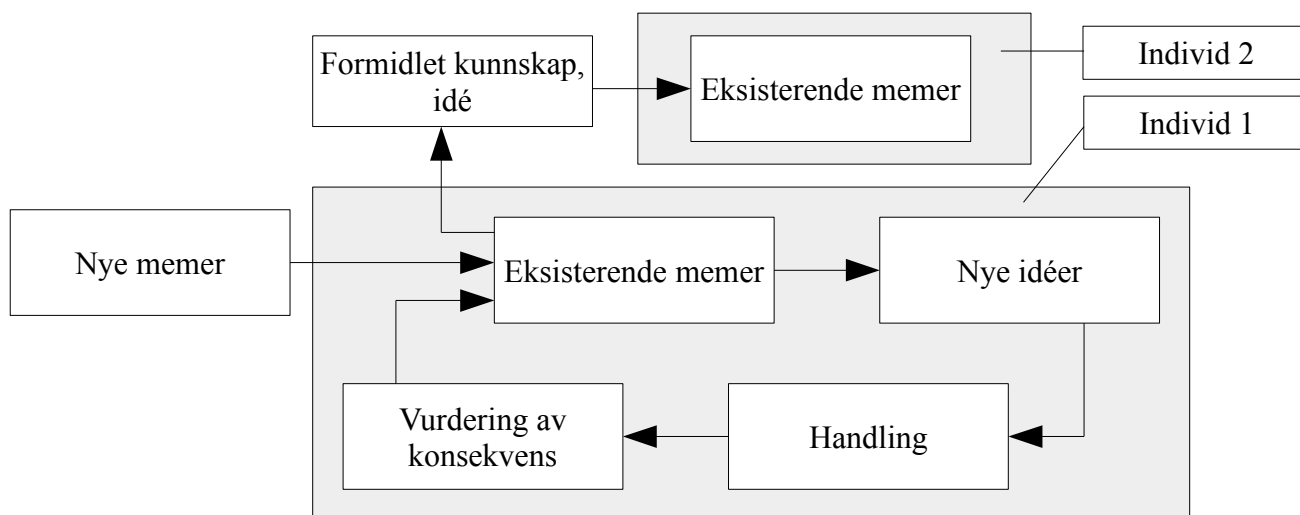 Formidlet kunnskap,
idé
Eksisterende memer
Individ 2
Individ 1
Nye memer
Eksisterende memer
Nye idéer
Vurdering av
konsekvens
Handling